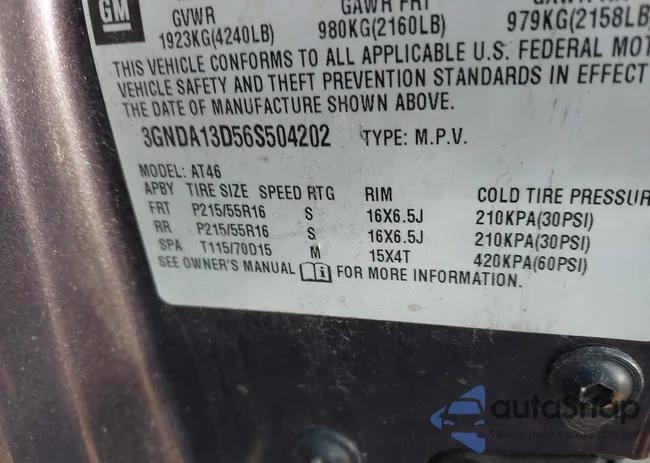 GM
GVWR GAWR FRT
1923KG(4240LB) 980KG(2160LB) 979KG(2158LB
THIS VEHICLE CONFORMS TO ALL APPLICABLE U.S. FEDERAL MOT
VEHICLE SAFETY AND THEFT PREVENTION STANDARDS IN EFFECT
THE DATE OF MANUFACTURE SHOWN ABOVE.
3GNDA13D56S504202 TYPE: M.P.V.
MODEL: AT46
APBY TIRE SIZE SPEED RTG RIM COLD TIRE PRESSUR
FRT P215/55R16 S 16X6.5J 210KPA(30PSI)
RR P215/55R16 S 16X6.5J 210KPA(30PSI)
SPA T115/70D15 M 15X4T 420KPA(60PSI)
SEE OWNER'S MANUAL FOR MORE INFORMATION.
autoSnap